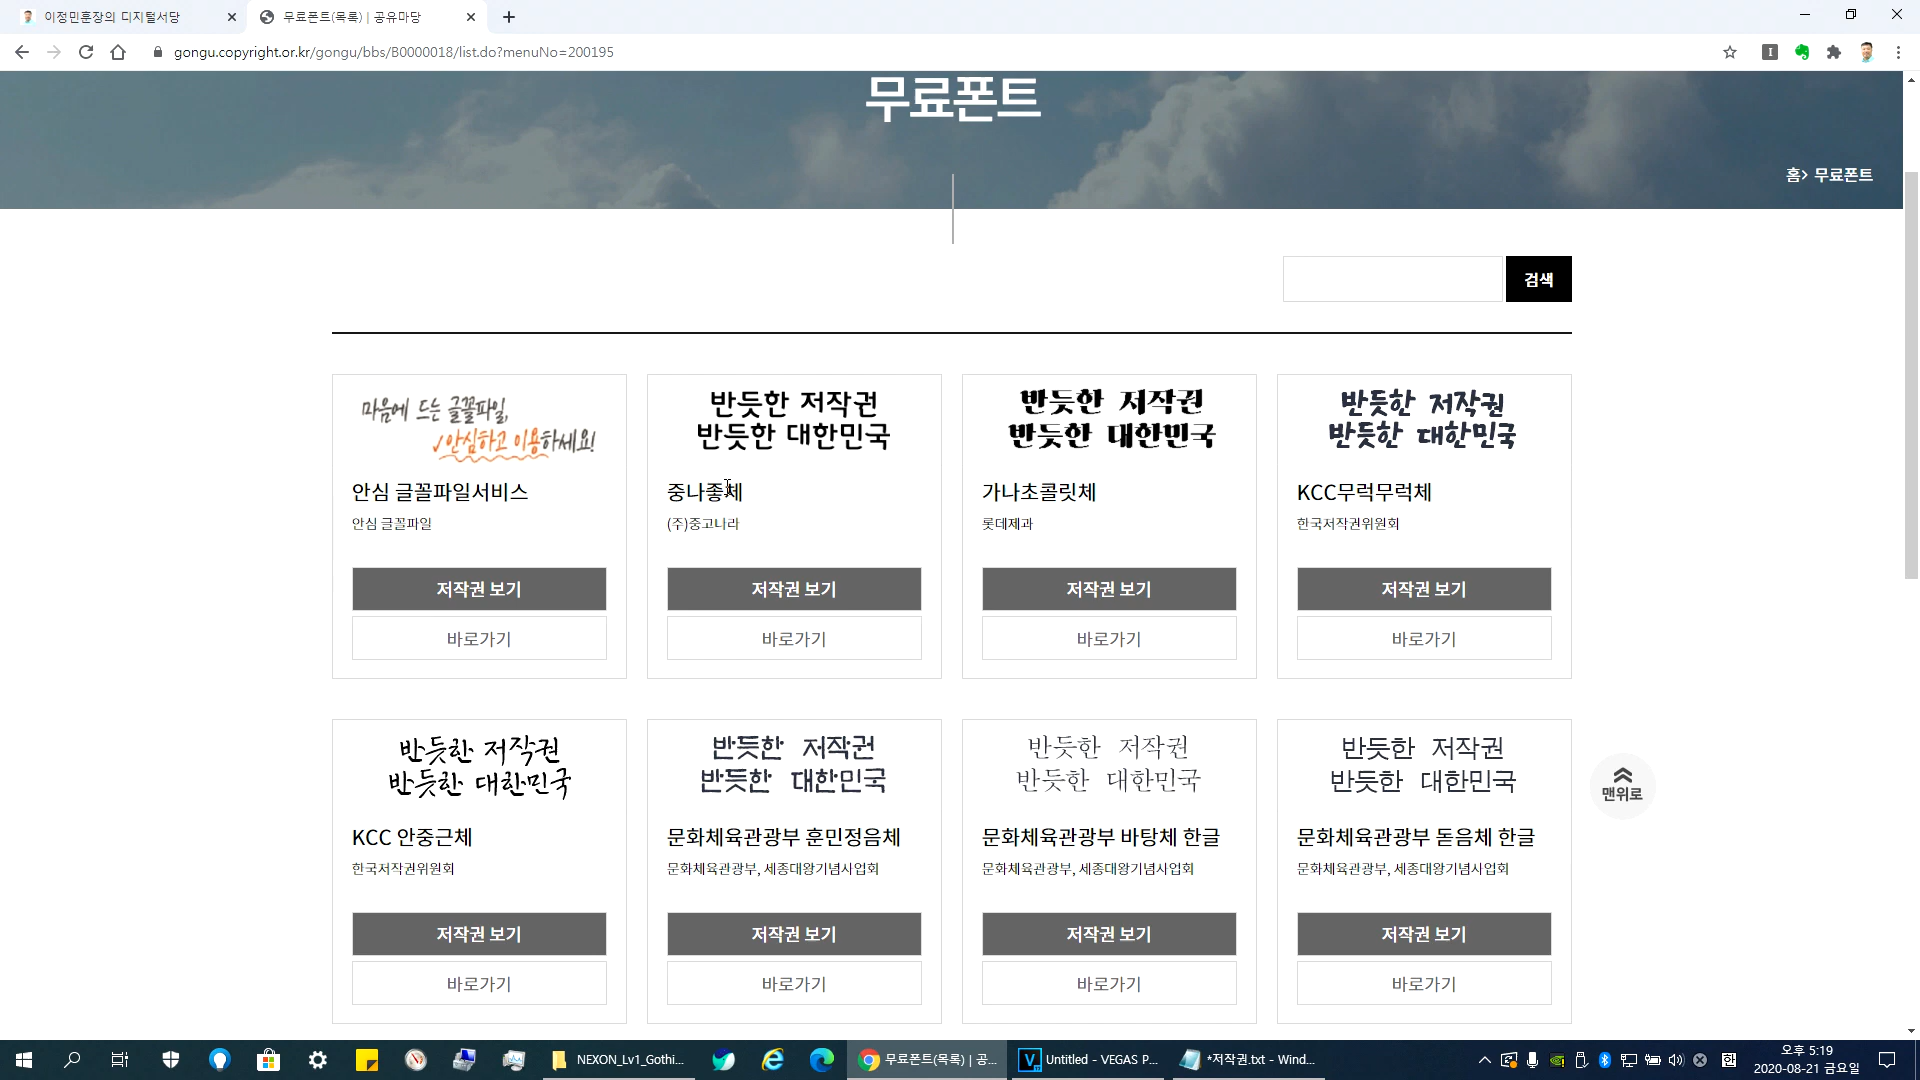 이정민훈장의 디지털서당
무료폰트(목록) | 공유마당
gongu.copyright.or.kr/gongu/bbs/B0000018/list.do?menuNo=200195
무료폰트
홈> 무료폰트
검색
마음에 드는 글꼴파일,
✓안심하고 이용하세요!
안심 글꼴파일서비스
안심 글꼴파일
저작권 보기
바로가기
반듯한 저작권
반듯한 대한민국
중나좋체
(주)중고나라
저작권 보기
바로가기
반듯한 저작권
반듯한 대한민국
가나초콜릿체
롯데제과
저작권 보기
바로가기
반듯한 저작권
반듯한 대한민국
KCC무럭무럭체
한국저작권위원회
저작권 보기
바로가기
반듯한 저작권
반듯한 대한민국
KCC 안중근체
한국저작권위원회
저작권 보기
바로가기
반듯한 저작권
반듯한 대한민국
문화체육관광부 훈민정음체
문화체육관광부, 세종대왕기념사업회
저작권 보기
바로가기
반듯한 저작권
반듯한 대한민국
문화체육관광부 바탕체 한글
문화체육관광부, 세종대왕기념사업회
저작권 보기
바로가기
반듯한 저작권
반듯한 대한민국
문화체육관광부 돋음체 한글
문화체육관광부, 세종대왕기념사업회
저작권 보기
바로가기
맨위로
NEXON_Lv1_Gothi...
무료폰트(목록) | 공...
Untitled - VEGAS P...
*저작권.txt - Wind...
한
오후 5:19
2020-08-21 금요일